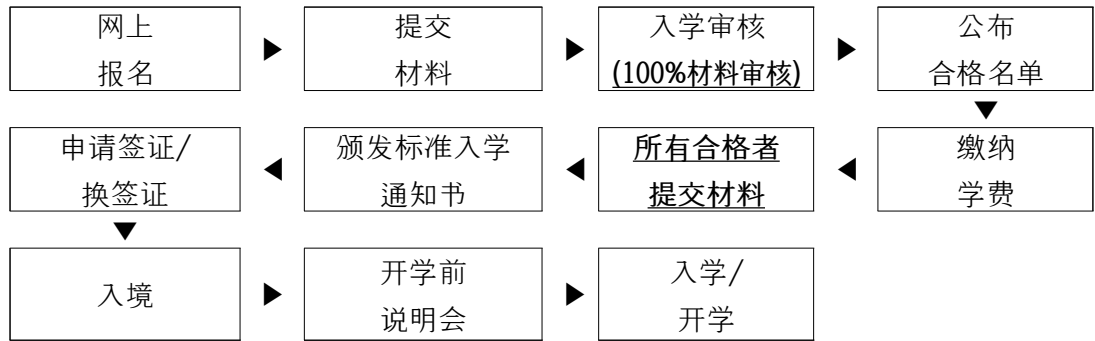 网上
报名
提交
材料
入学审核
(100%材料审核)
公布
合格名单
缴纳
学费
所有合格者
提交材料
颁发标准入学
通知书
申请签证/
换签证
入境
开学前
说明会
入学/
开学